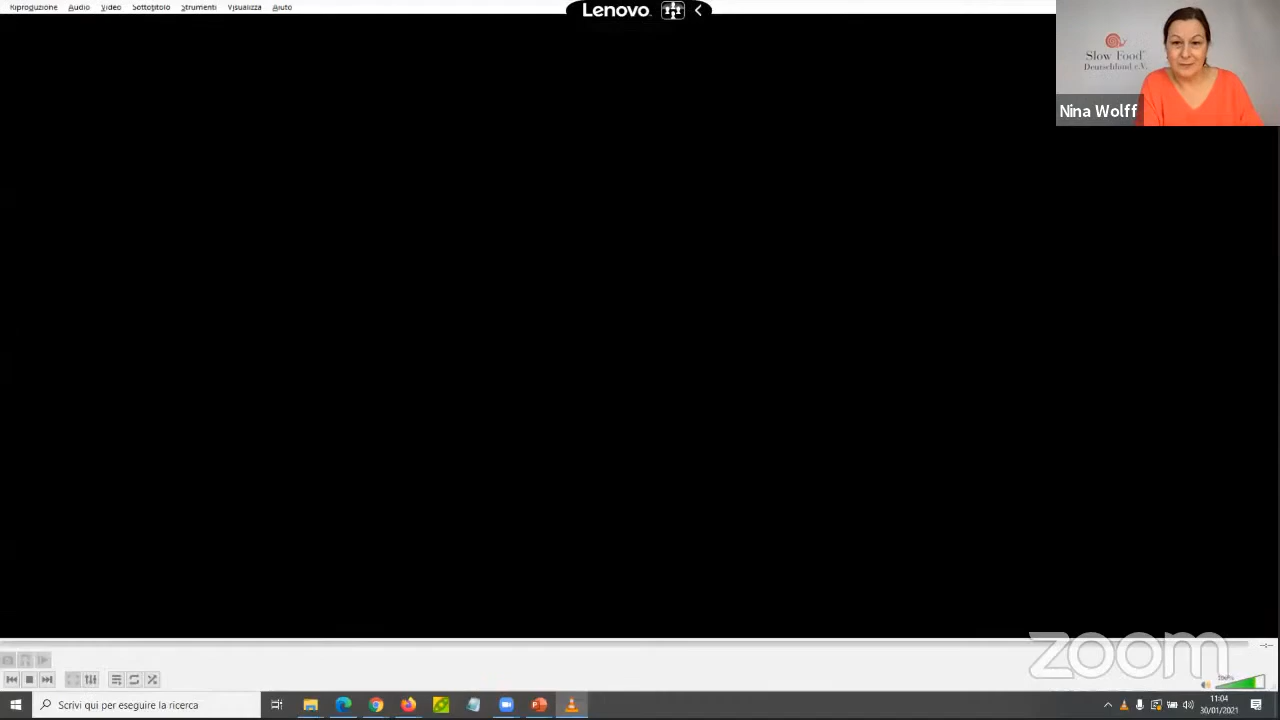 Riproduzione Audio Video Sottotitolo Strumenti Visualizza Aiuto
Lenovo
Slow Food
Deutschland e.V.
Nina Wolff
zoom
100%
Scrivi qui per eseguire la ricerca
11:04
30/01/2021